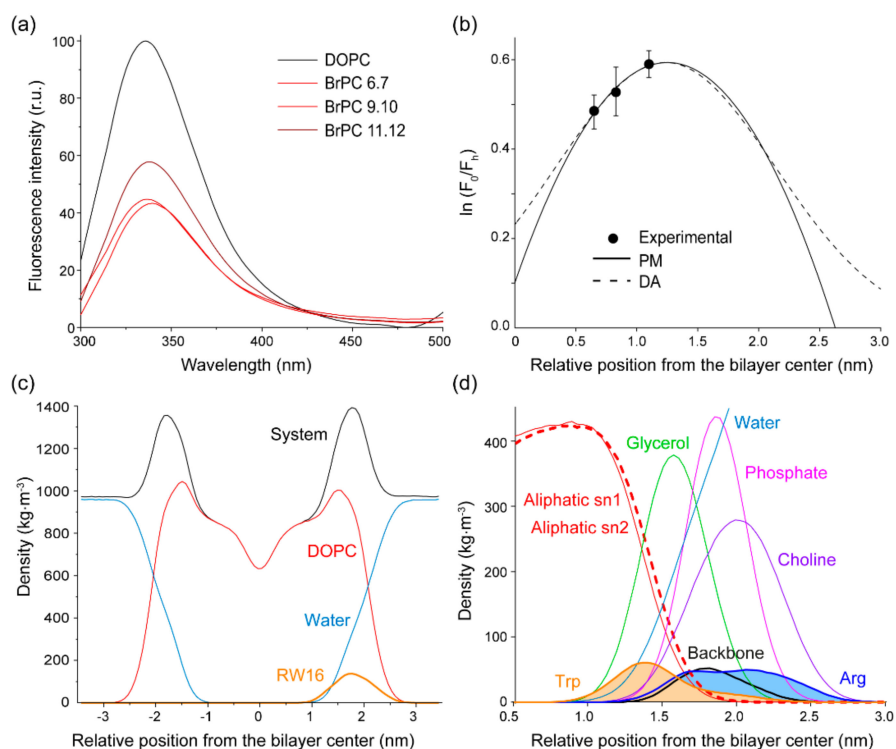 (a)
100
80
60
40
20
0
300
350
400
450
500
Fluorescence intensity (r.u.)
Wavelength (nm)
DOPC
BrPC 6.7
BrPC 9.10
BrPC 11.12
(b)
0.6
0.2
0.6
0.0
0
0.5
1.0
1.5
2.0
2.5
3.0
ln (F₀/Fₕ)
Relative position from the bilayer center (nm)
Experimental
PM
DA
(c)
1400
1200
1000
800
600
400
200
0
-3
-2
-1
0
1
2
3
Density (kg·m⁻³)
Relative position from the bilayer center (nm)
System
DOPC
Water
RW16
(d)
400
300
200
100
50
0
0.5
1.0
1.5
2.0
2.5
3.0
Density (kg·m⁻³)
Relative position from the bilayer center (nm)
Water
Glycerol
Phosphate
Aliphatic sn1
Aliphatic sn2
Choline
Backbone
Trp
Arg